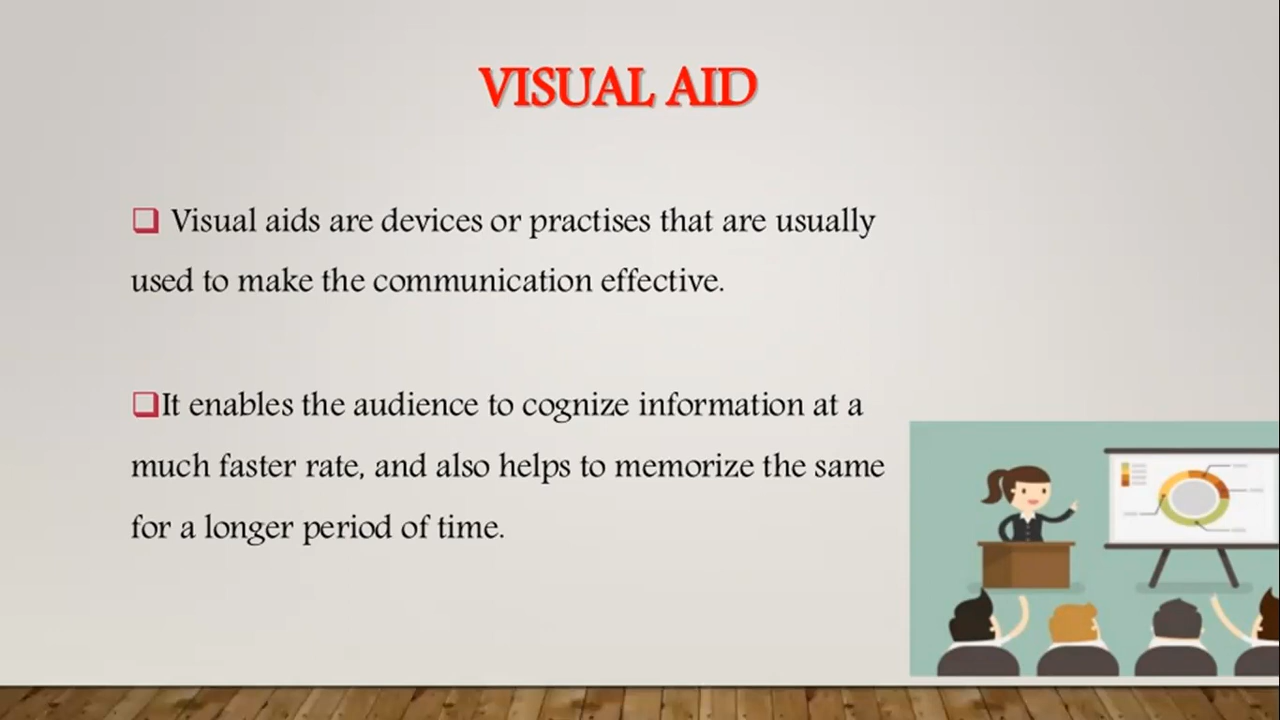 VISUAL AID
❑ Visual aids are devices or practises that are usually
used to make the communication effective.
❑It enables the audience to cognize information at a
much faster rate, and also helps to memorize the same
for a longer period of time.